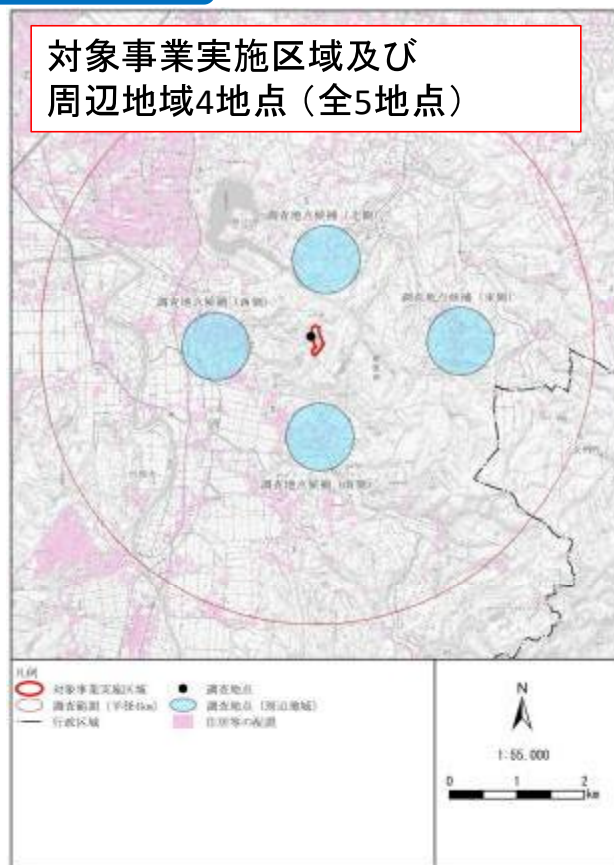 対象事業実施区域及び
周辺地域4地点（全5地点）
調査地点候補（北側）
調査地点候補（西側）
調査地点候補（東側）
調査地点候補（南側）
凡例
対象事業実施区域
調査地点
調査範囲（半径4km）
調査地点（周辺地域）
行政区域
住居等の配置
N
1:55,000
0 1 2
km